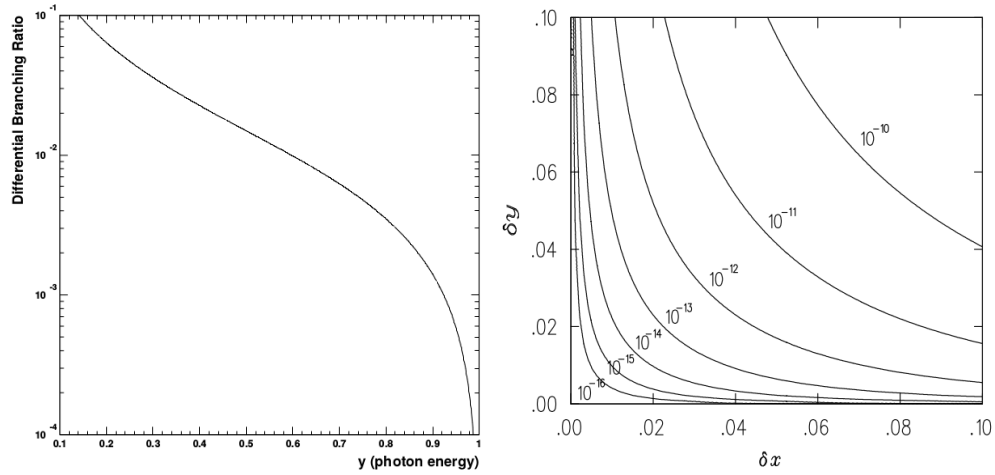 Differential Branching Ratio
10⁻¹
10⁻²
10⁻³
10⁻⁴
0.1 0.2 0.3 0.4 0.5 0.6 0.7 0.8 0.9 1
y (photon energy)
δy
.10
.08
.06
.04
.02
.00
10⁻¹⁰
10⁻¹¹
10⁻¹²
10⁻¹³
10⁻¹⁴
10⁻¹⁵
10⁻¹⁶
.00 .02 .04 .06 .08 .10
δx